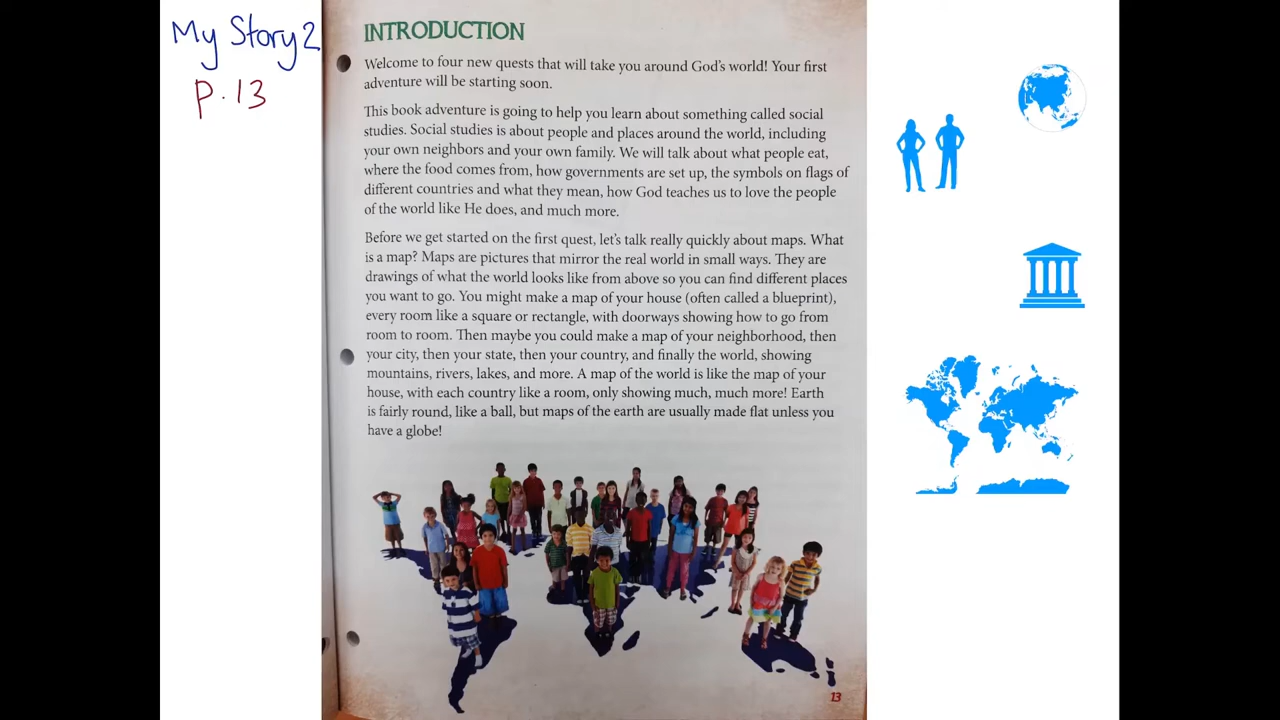 My Story 2
p. 13
INTRODUCTION
Welcome to four new quests that will take you around God's world! Your first
adventure will be starting soon.
This book adventure is going to help you learn about something called social
studies. Social studies is about people and places around the world, including
your own neighbors and your own family. We will talk about what people eat,
where the food comes from, how governments are set up, the symbols on flags of
different countries and what they mean, how God teaches us to love the people
of the world like He does, and much more.
Before we get started on the first quest, let's talk really quickly about maps. What
is a map? Maps are pictures that mirror the real world in small ways. They are
drawings of what the world looks like from above so you can find different places
you want to go. You might make a map of your house (often called a blueprint),
every room like a square or rectangle, with doorways showing how to go from
room to room. Then maybe you could make a map of your neighborhood, then
your city, then your state, then your country, and finally the world, showing
mountains, rivers, lakes, and more. A map of the world is like the map of your
house, with each country like a room, only showing much, much more! Earth
is fairly round, like a ball, but maps of the earth are usually made flat unless you
have a globe!
13